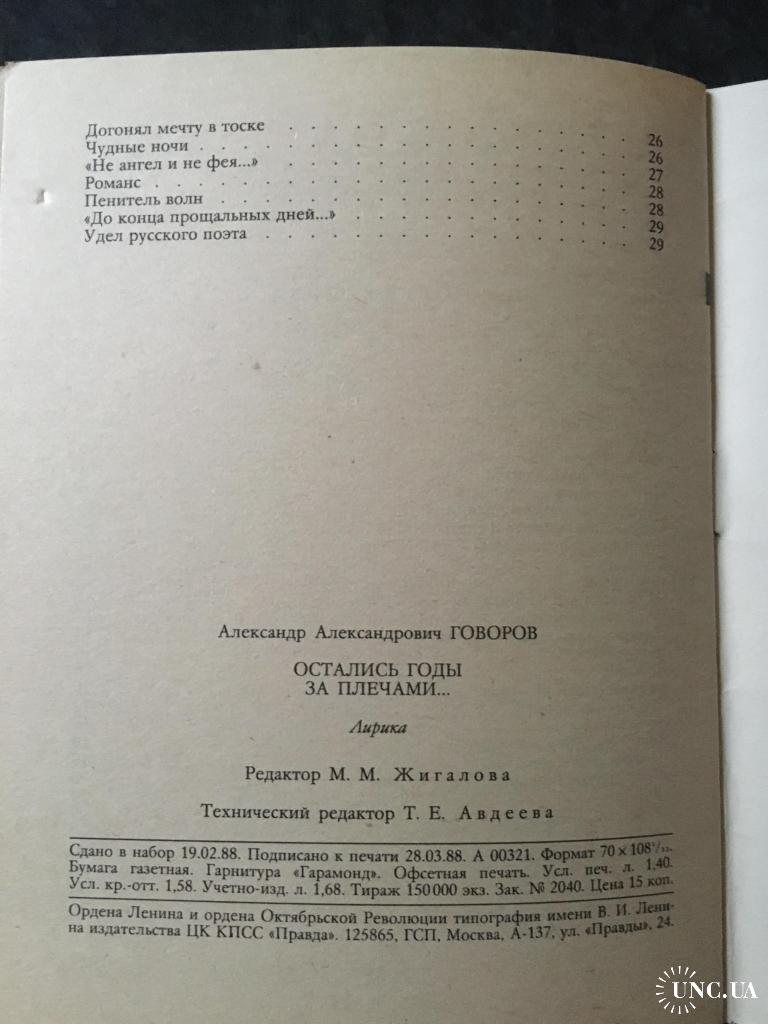 Догонял мечту в тоске . . . . . . . . . . . . . . . 26
Чудные ночи . . . . . . . . . . . . . . . . . . . 26
«Не ангел и не фея...» . . . . . . . . . . . . . . . 27
Романс . . . . . . . . . . . . . . . . . . . . . 28
Пенитель волн . . . . . . . . . . . . . . . . . . 28
«До конца прощальных дней...» . . . . . . . . . . . . 29
Удел русского поэта . . . . . . . . . . . . . . . . 29
Александр Александрович ГОВОРОВ
ОСТАЛИСЬ ГОДЫ
ЗА ПЛЕЧАМИ...
Лирика
Редактор М. М. Жигалова
Технический редактор Т. Е. Авдеева
Сдано в набор 19.02.88. Подписано к печати 28.03.88. А 00321. Формат 70×108¹/₃₂.
Бумага газетная. Гарнитура «Гарамонд». Офсетная печать. Усл. печ. л. 1,40.
Усл. кр.-отт. 1,58. Учетно-изд. л. 1,68. Тираж 150 000 экз. Зак. № 2040. Цена 15 коп.
Ордена Ленина и ордена Октябрьской Революции типография имени В. И. Лени-
на издательства ЦК КПСС «Правда». 125865, ГСП, Москва, А-137, ул. «Правды», 24.
UNC.UA